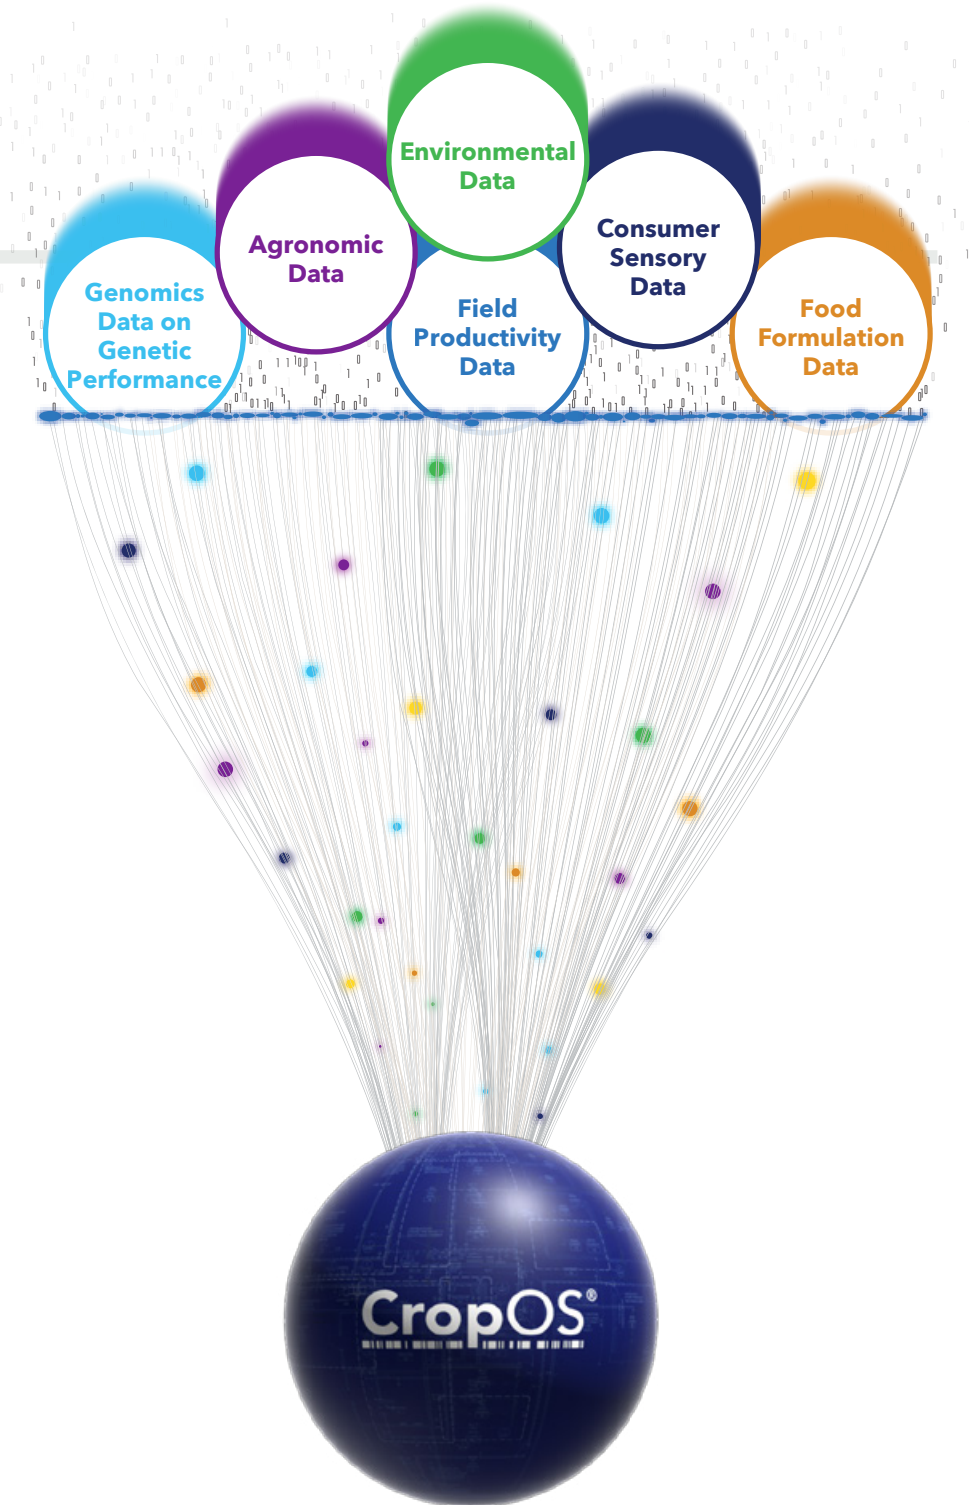 Environmental
Data
Agronomic
Data
Consumer
Sensory
Data
Genomics
Data on
Genetic
Performance
Field
Productivity
Data
Food
Formulation
Data
CropOS®